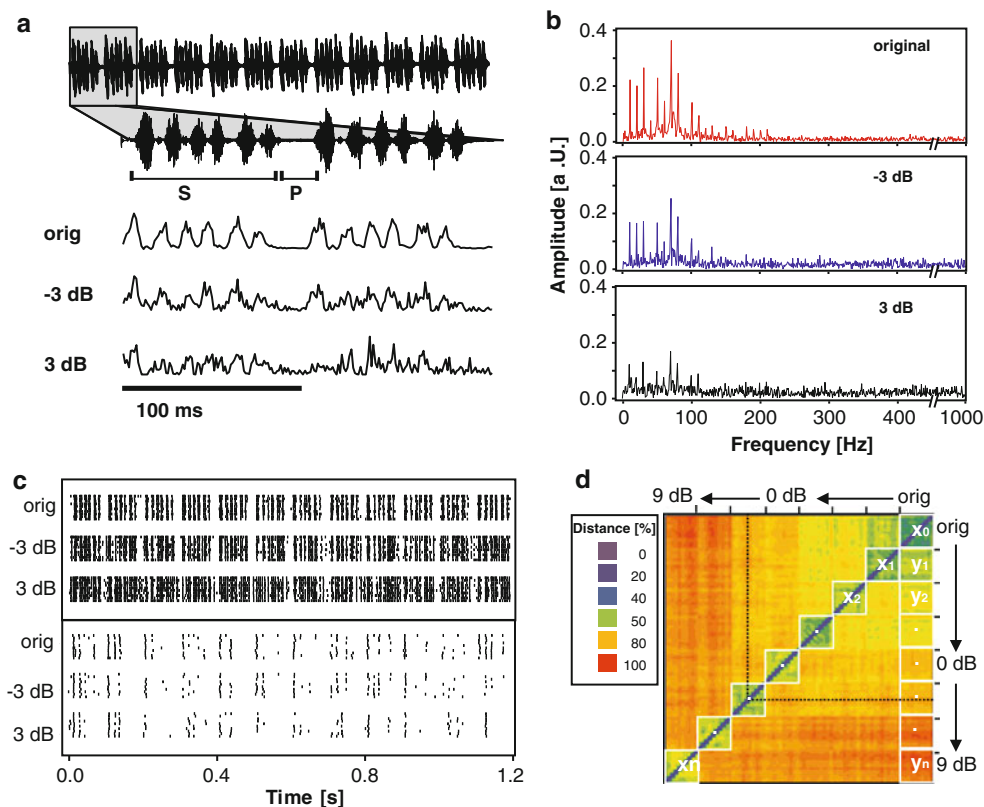 a
S P
orig
-3 dB
3 dB
100 ms
b
0.4
original
0.2
0.0
0.4
-3 dB
0.2
0.0
0.4
3 dB
0.2
0.0
Amplitude [a .U.]
0 100 200 300 400 1000
Frequency [Hz]
c
orig
-3 dB
3 dB
orig
-3 dB
3 dB
0.0 0.4 0.8 1.2
Time [s]
d
9 dB 0 dB orig
Distance [%]
0
20
40
50
80
100
x0 orig
x1 y1
x2 y2
0 dB
xn yn 9 dB